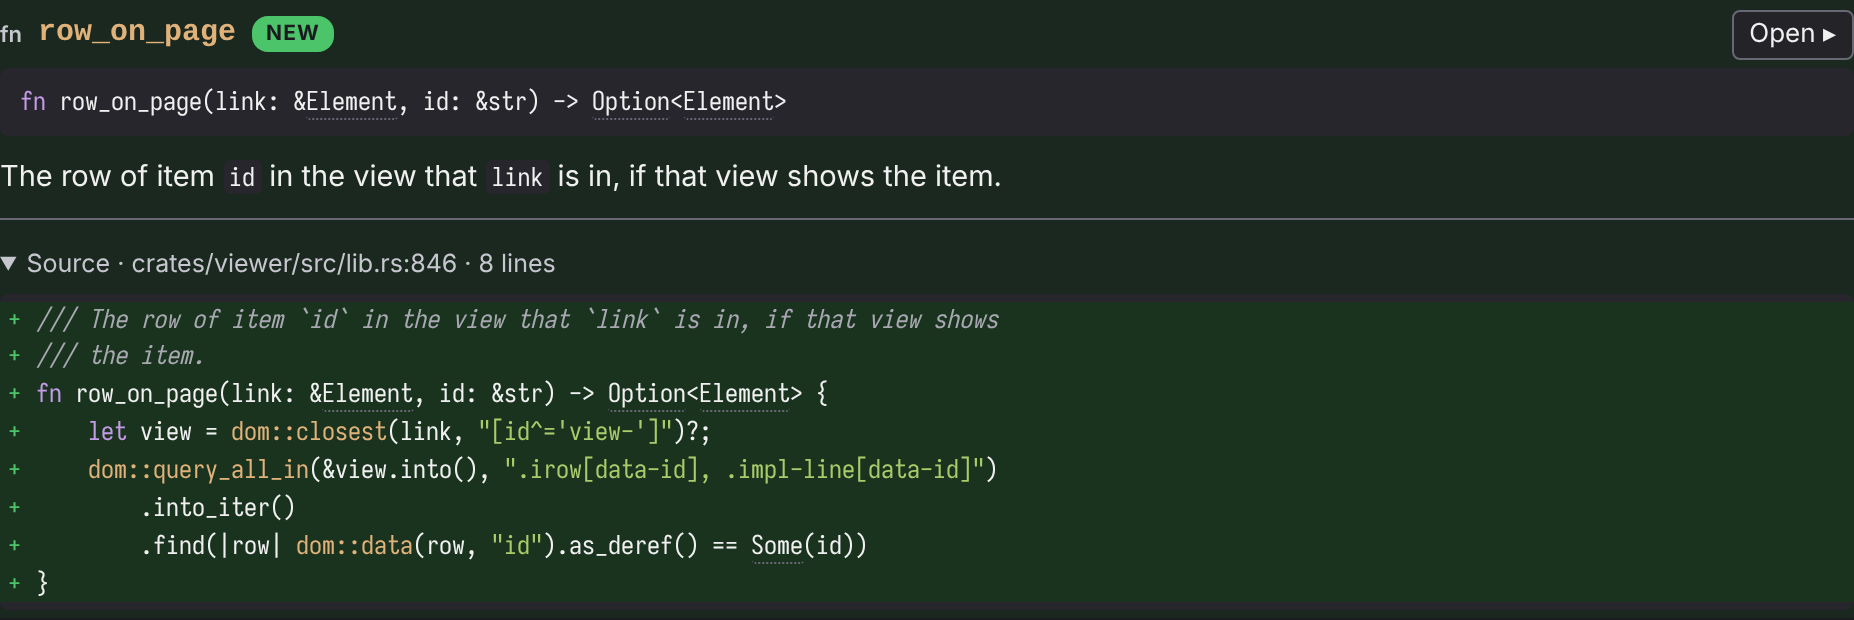 fn row_on_page NEW Open ▸
fn row_on_page(link: &Element, id: &str) -> Option<Element>
The row of item id in the view that link is in, if that view shows the item.
▼ Source · crates/viewer/src/lib.rs:846 · 8 lines
+ /// The row of item `id` in the view that `link` is in, if that view shows
+ /// the item.
+ fn row_on_page(link: &Element, id: &str) -> Option<Element> {
+     let view = dom::closest(link, "[id^='view-']")?;
+     dom::query_all_in(&view.into(), ".irow[data-id], .impl-line[data-id]")
+         .into_iter()
+         .find(|row| dom::data(row, "id").as_deref() == Some(id))
+ }